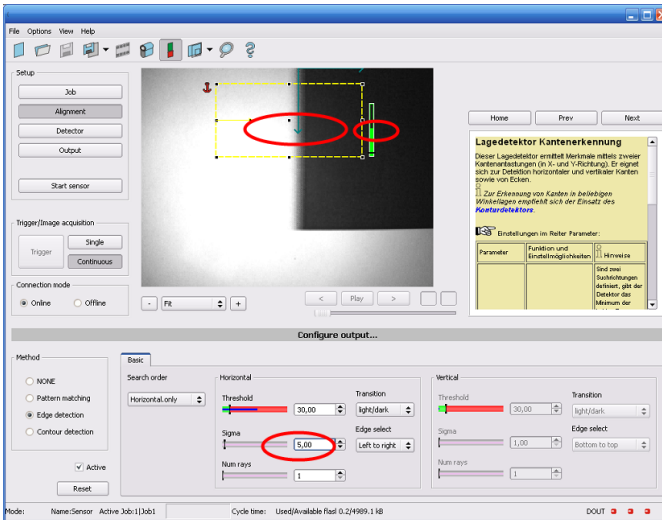 File Options View Help
Setup
Job
Alignment
Detector
Output
Start sensor
Trigger/Image acquisition
Trigger
Single
Continuous
Connection mode
Online Offline
- Fit +
< Play >
Home Prev Next
Lagedetektor Kantenerkennung
Dieser Lagedetektor ermittelt Merkmale mittels zweier
Kantenantastungen (in X- und Y-Richtung). Er eignet
sich zur Detektion horizontaler und vertikaler Kanten
sowie von Ecken.
Zur Erkennung von Kanten in beliebigen
Winkellagen empfiehlt sich der Einsatz des
Konturdetektors.
Einstellungen im Reiter Parameter:
Parameter
Funktion und
Einstellmöglichkeiten
Hinweise
Sind zwei
Suchrichtungen
definiert, gibt der
Detektor das
Minimum der
Configure output...
Method
NONE
Pattern matching
Edge detection
Contour detection
Active
Reset
Basic
Search order
Horizontal.only
Horizontal
Threshold
30,00
Transition
light/dark
Sigma
5,00
Edge select
Left to right
Num rays
1
Vertical
Threshold
30,00
Transition
light/dark
Sigma
1,00
Edge select
Bottom to top
Num rays
1
Mode: Name:Sensor Active Job:1|Job1 Cycle time: Used/Available flasl 0.2/4989.1 kB DOUT